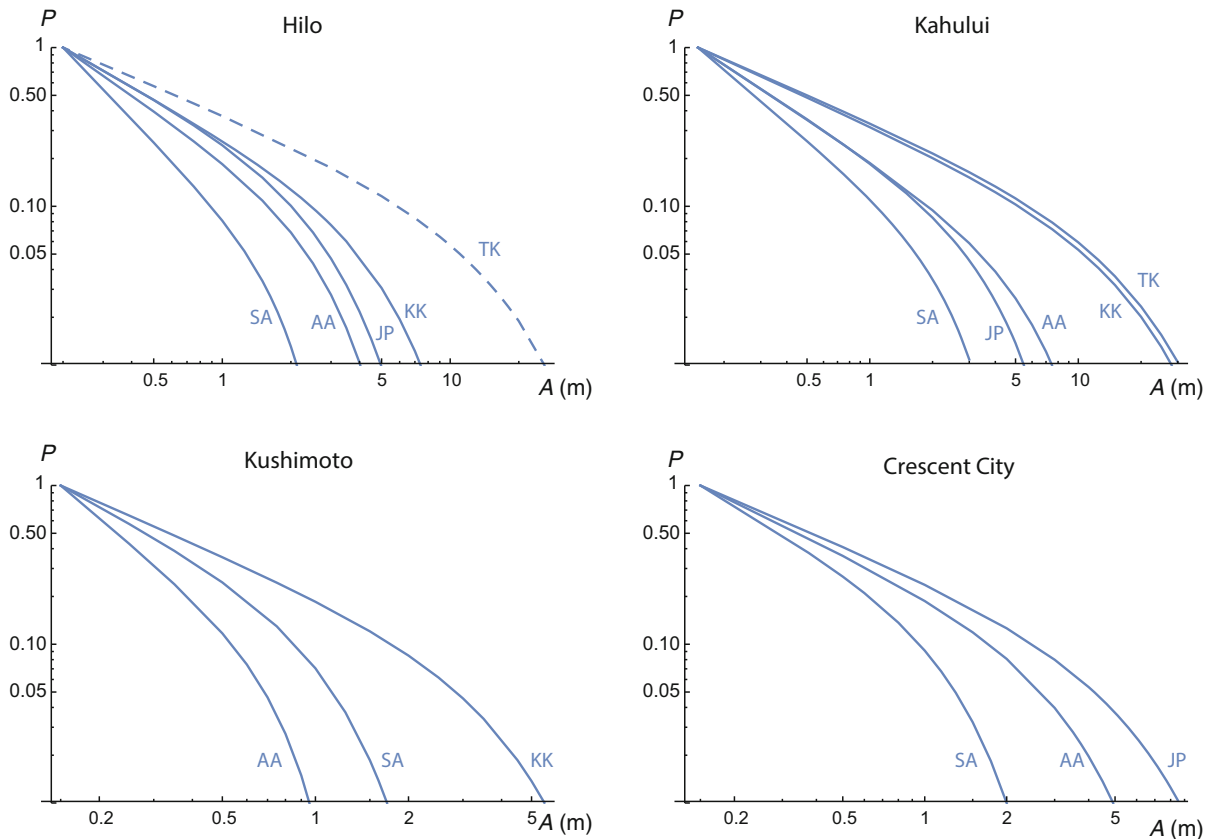 Hilo
P
1
0.50
0.10
0.05
SA
AA
JP
KK
TK
0.5
1
5
10
A (m)
Kahului
P
1
0.50
0.10
0.05
SA
JP
AA
KK
TK
0.5
1
5
10
A (m)
Kushimoto
P
1
0.50
0.10
0.05
AA
SA
KK
0.2
0.5
1
2
5
A (m)
Crescent City
P
1
0.50
0.10
0.05
SA
AA
JP
0.2
0.5
1
2
5
A (m)